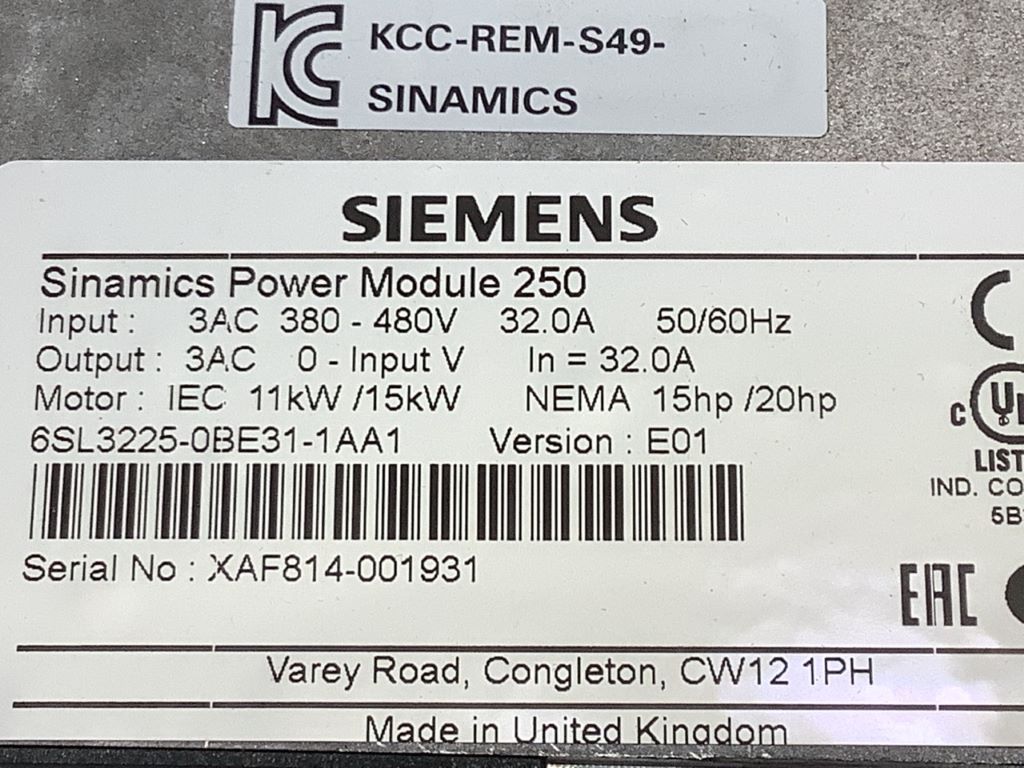 KCC-REM-S49-
SINAMICS
SIEMENS
Sinamics Power Module 250
Input : 3AC 380 - 480V 32.0A 50/60Hz
Output : 3AC 0 - Input V In = 32.0A
Motor : IEC 11kW /15kW NEMA 15hp /20hp
6SL3225-0BE31-1AA1 Version : E01
C
LIST
IND. CO
5B
Serial No : XAF814-001931
EAC
Varey Road, Congleton, CW12 1PH
Made in United Kingdom